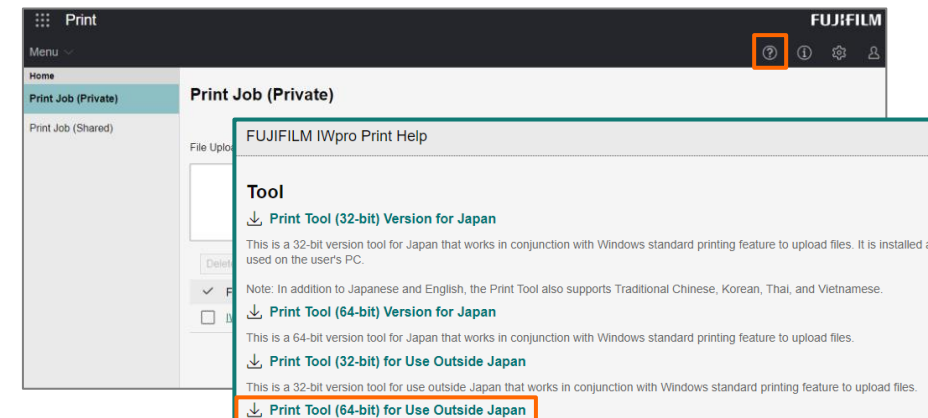 Print
FUJIFILM
Menu
Home
Print Job (Private)
Print Job (Shared)
Print Job (Private)
File
Delet
F
FUJIFILM IWpro Print Help
Tool
Print Tool (32-bit) Version for Japan
This is a 32-bit version tool for Japan that works in conjunction with Windows standard printing feature to upload files. It is installed a
used on the user's PC.
Note: In addition to Japanese and English, the Print Tool also supports Traditional Chinese, Korean, Thai, and Vietnamese.
Print Tool (64-bit) Version for Japan
This is a 64-bit version tool for Japan that works in conjunction with Windows standard printing feature to upload files.
Print Tool (32-bit) for Use Outside Japan
This is a 32-bit version tool for use outside Japan that works in conjunction with Windows standard printing feature to upload files.
Print Tool (64-bit) for Use Outside Japan